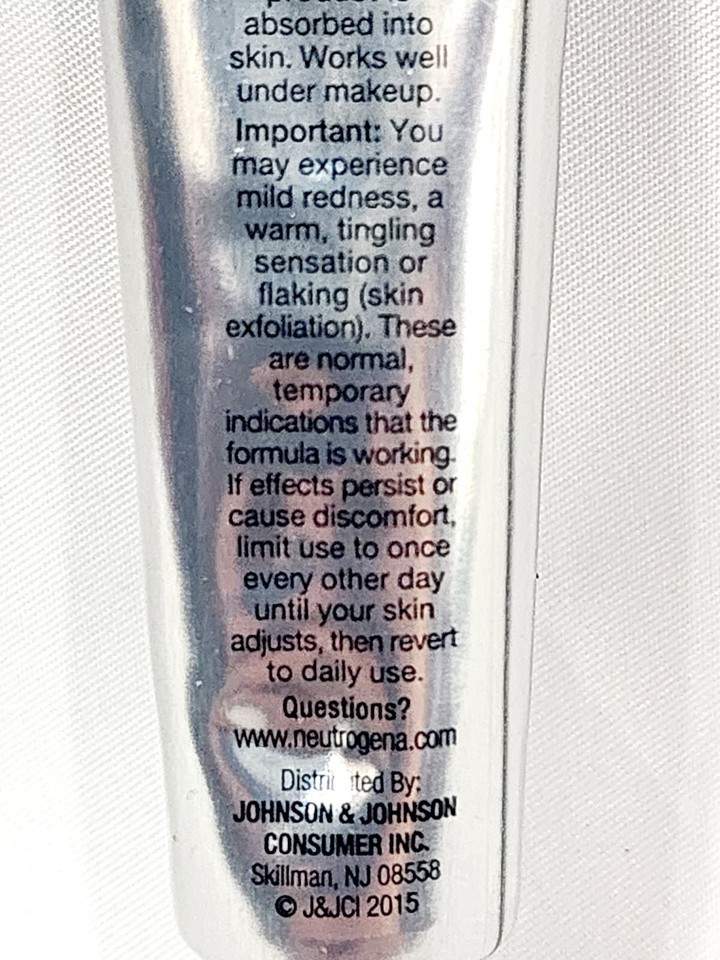 absorbed into
skin. Works well
under makeup.
Important: You
may experience
mild redness, a
warm, tingling
sensation or
flaking (skin
exfoliation). These
are normal,
temporary
indications that the
formula is working.
If effects persist or
cause discomfort,
limit use to once
every other day
until your skin
adjusts, then revert
to daily use.
Questions?
www.neutrogena.com
By:
JOHNSON & JOHNSON
CONSUMER INC.
Skillman, NJ 08558
© J&JCI 2015